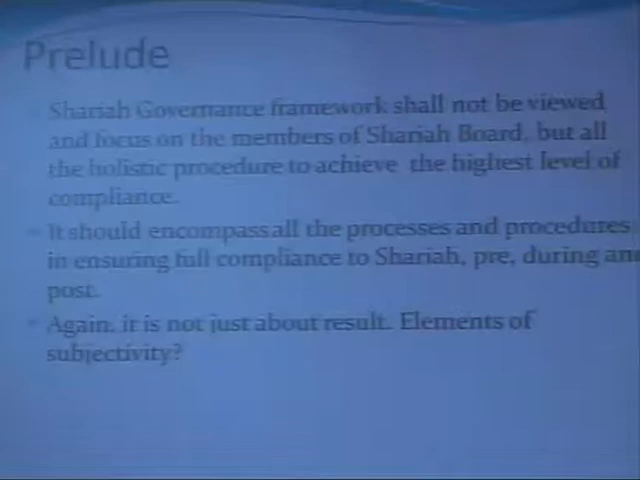 Prelude
Shariah Governance framework shall not be viewed
and focus on the members of Shariah Board, but all
the holistic procedure to achieve the highest level of
compliance.
It should encompass all the processes and procedures
in ensuring full compliance to Shariah, pre, during an
post.
Again, it is not just about result. Elements of
subjectivity?